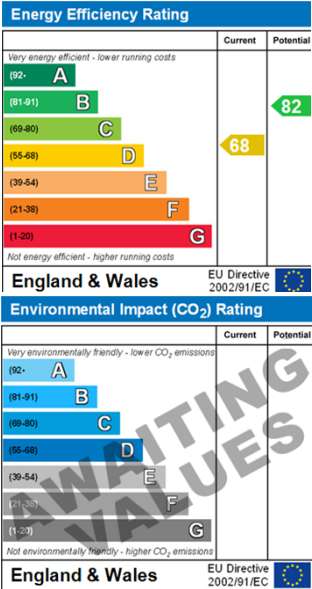 Energy Efficiency Rating
Current Potential
Very energy efficient - lower running costs
(92- A
(81-91) B
82
(69-80) C
68
(55-68) D
(39-54) E
(21-38) F
(1-20) G
Not energy efficient - higher running costs
England & Wales
EU Directive
2002/91/EC
Environmental Impact (CO₂) Rating
Current Potential
Very environmentally friendly - lower CO₂ emissions
(92- A
(81-91) B
(69-80) C
(55-68) D
(39-54) E
(21-38) F
(1-20) G
AWAITING
VALUES
Not environmentally friendly - higher CO₂ emissions
England & Wales
EU Directive
2002/91/EC